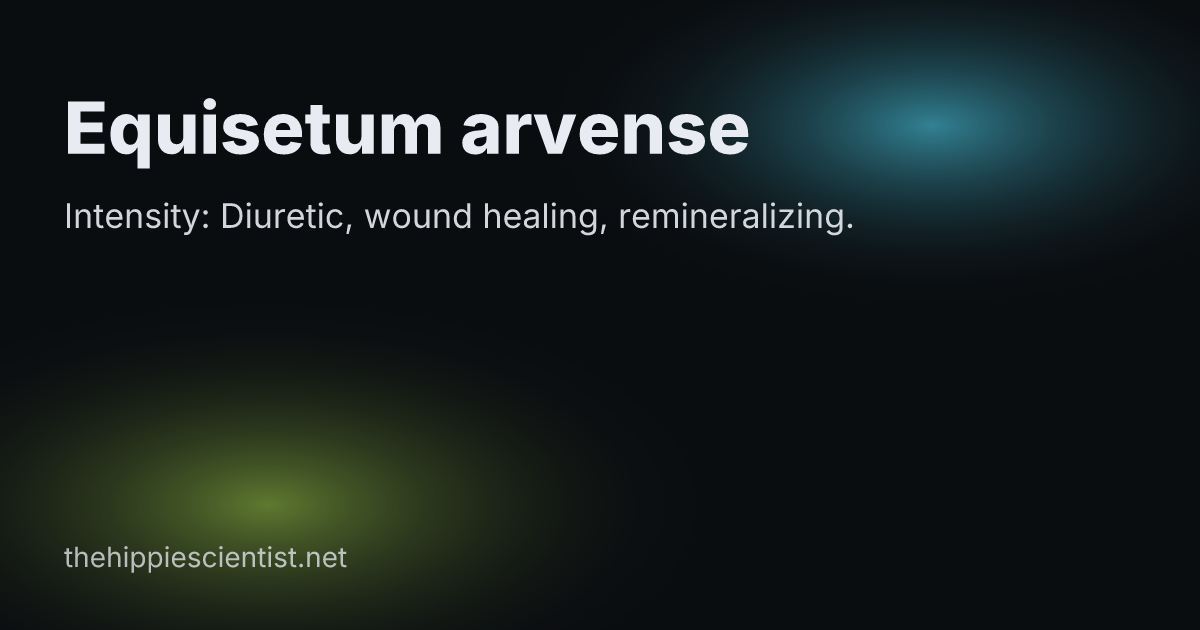 Equisetum arvense
Intensity: Diuretic, wound healing, remineralizing.
thehippiescientist.net